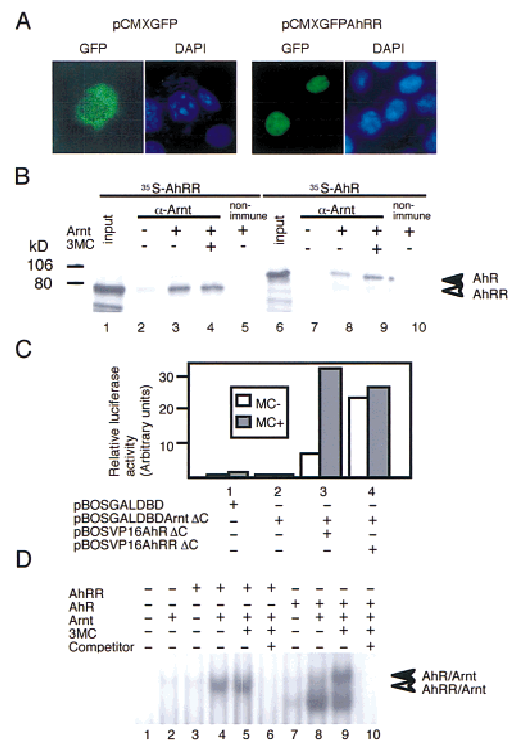 A
pCMXGFP pCMXGFPAhRR
GFP DAPI GFP DAPI
B
35 S-AhRR 35 S-AhR
input α-Arnt non-immune input α-Arnt non-immune
Arnt - + + + - + + +
3MC + +
kD
106
80
AhR
AhRR
1 2 3 4 5 6 7 8 9 10
C
Relative luciferase activity (Arbitrary units)
30
20
10
MC-
MC+
1 2 3 4
pBOSGALDBD + - - -
pBOSGALDBDArnt ΔC - + + +
pBOSVP16AhR ΔC - - + -
pBOSVP16AhRR ΔC - - - +
D
AhRR - - + + + + - - - -
AhR - - - - - - + + + +
Arnt - + - + + + - + + +
3MC - - - - + + - - + +
Competitor - - - - - + - - - +
AhR/Arnt
AhRR/Arnt
1 2 3 4 5 6 7 8 9 10